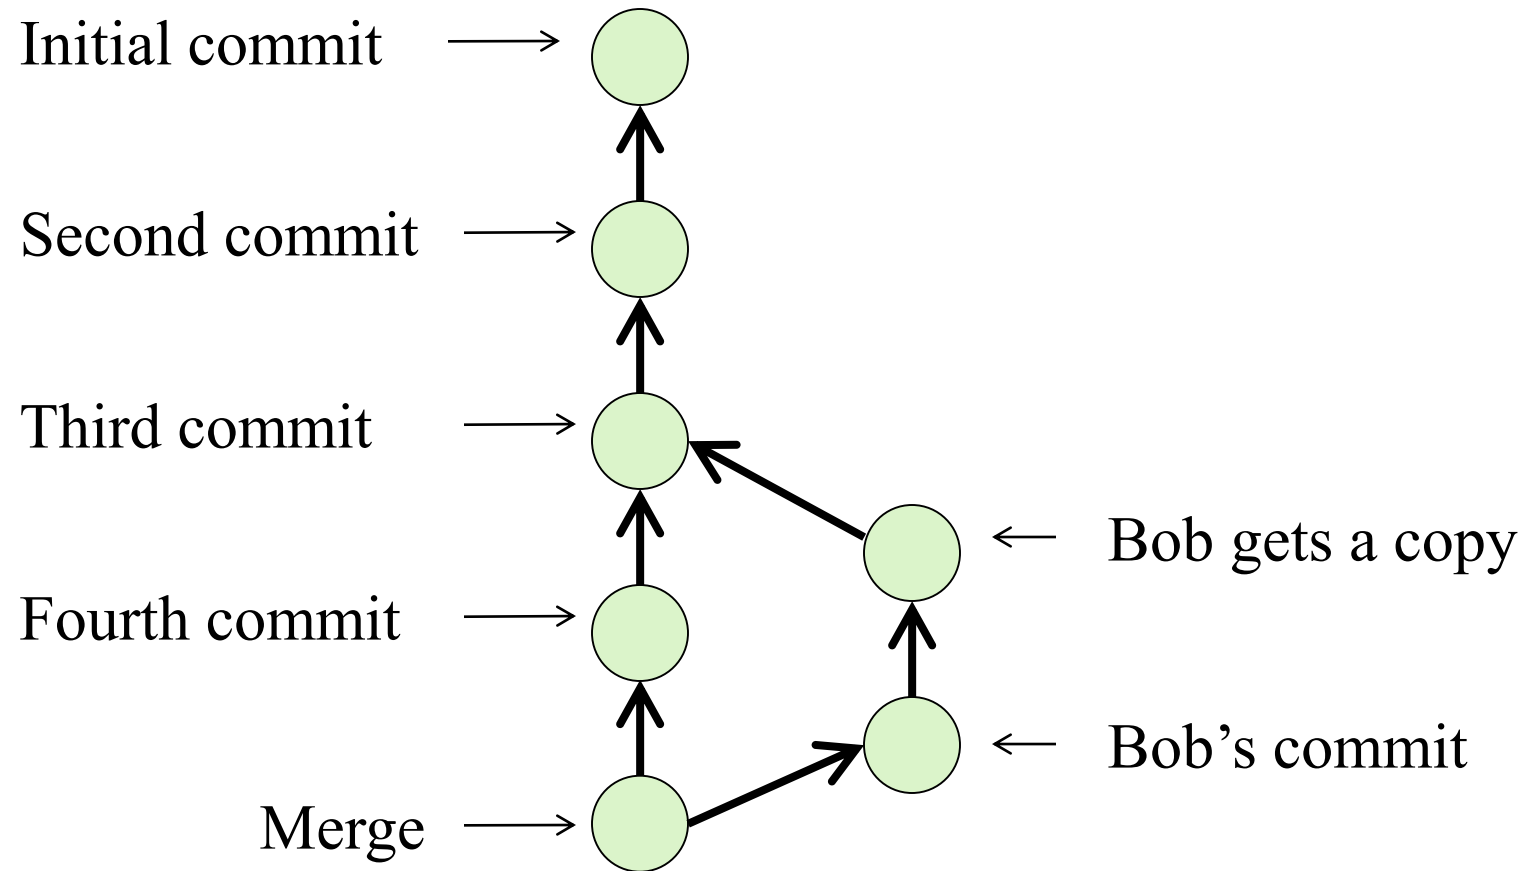 Initial commit
Second commit
Third commit
Bob gets a copy
Fourth commit
Bob’s commit
Merge